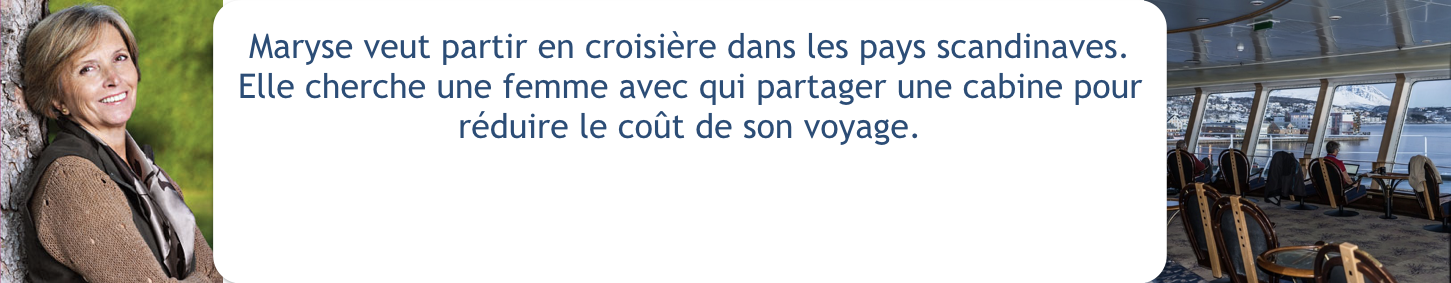 Maryse veut partir en croisière dans les pays scandinaves.
Elle cherche une femme avec qui partager une cabine pour
réduire le coût de son voyage.